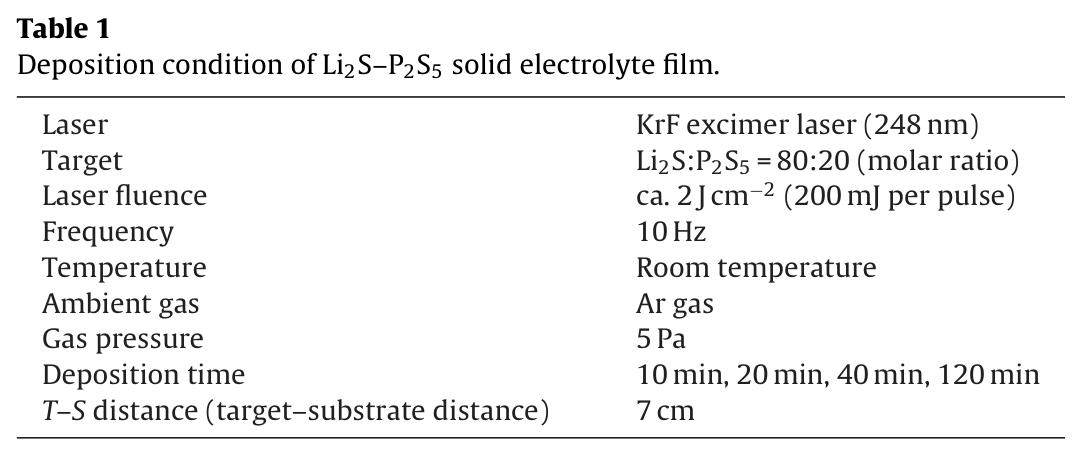 Table 1
Deposition condition of Li₂S–P₂S₅ solid electrolyte film.
Laser KrF excimer laser (248 nm)
Target Li₂S:P₂S₅ = 80:20 (molar ratio)
Laser fluence ca. 2 J cm⁻² (200 mJ per pulse)
Frequency 10 Hz
Temperature Room temperature
Ambient gas Ar gas
Gas pressure 5 Pa
Deposition time 10 min, 20 min, 40 min, 120 min
T–S distance (target–substrate distance) 7 cm